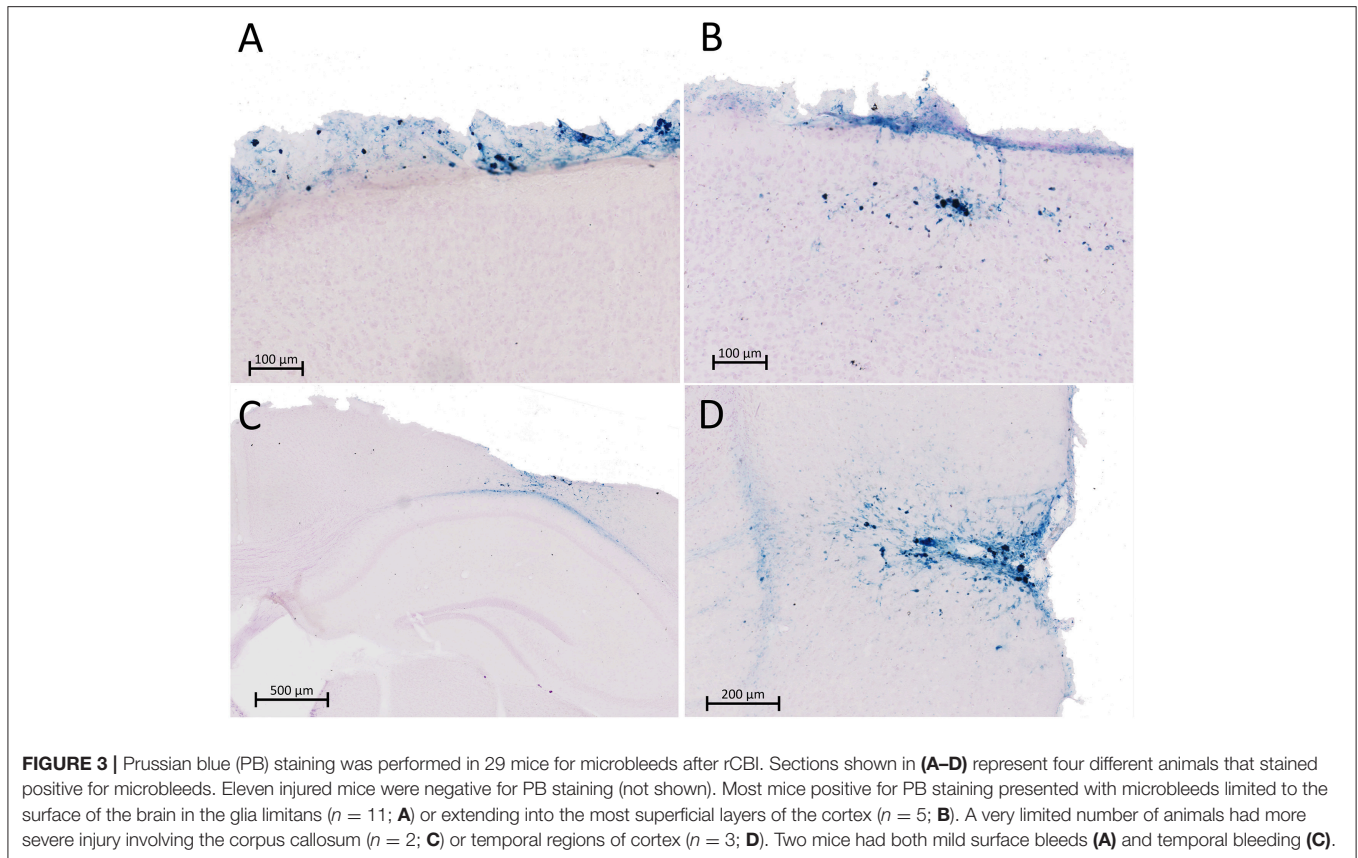 A
B
100 µm
100 µm
C
D
500 µm
200 µm
FIGURE 3 | Prussian blue (PB) staining was performed in 29 mice for microbleeds after rCBI. Sections shown in (A–D) represent four different animals that stained
positive for microbleeds. Eleven injured mice were negative for PB staining (not shown). Most mice positive for PB staining presented with microbleeds limited to the
surface of the brain in the glia limitans (n = 11; A) or extending into the most superficial layers of the cortex (n = 5; B). A very limited number of animals had more
severe injury involving the corpus callosum (n = 2; C) or temporal regions of cortex (n = 3; D). Two mice had both mild surface bleeds (A) and temporal bleeding (C).